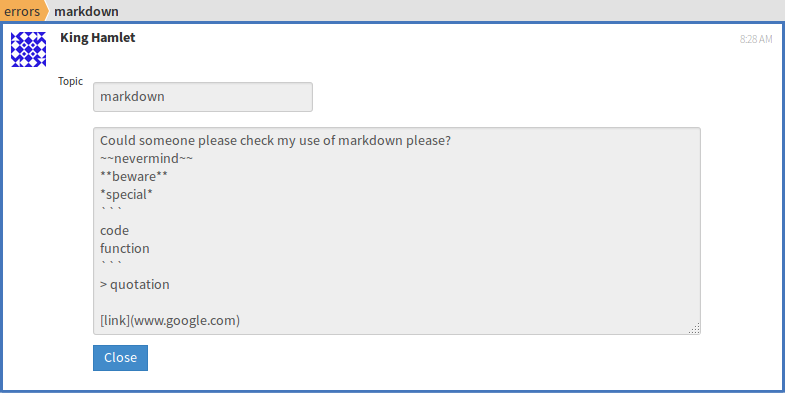 errors markdown
King Hamlet 8:28 AM
Topic
markdown
Could someone please check my use of markdown please?
~~nevermind~~
**beware**
*special*
```
code
function
```
> quotation

[link](www.google.com)
Close